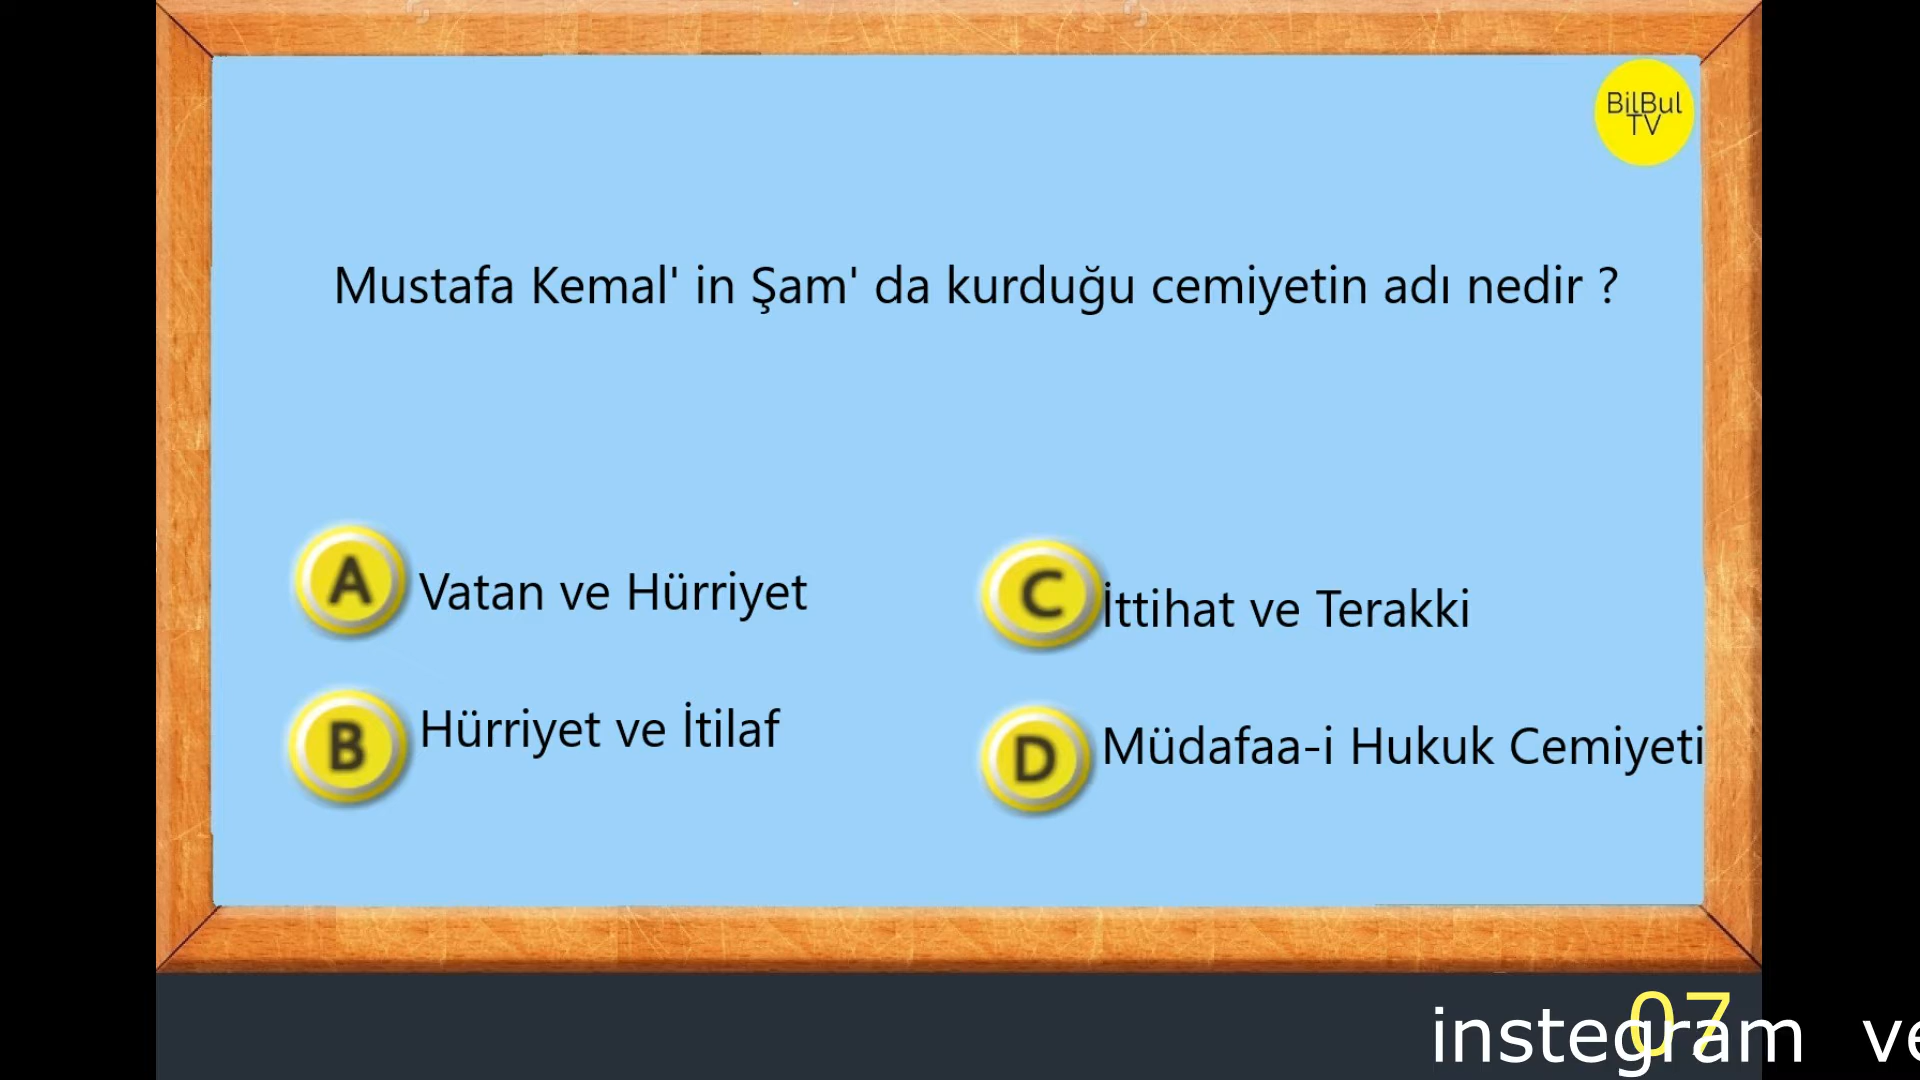 BilBul
TV
Mustafa Kemal' in Şam' da kurduğu cemiyetin adı nedir ?
A Vatan ve Hürriyet
B Hürriyet ve İtilaf
C İttihat ve Terakki
D Müdafaa-i Hukuk Cemiyeti
07
instegram ve